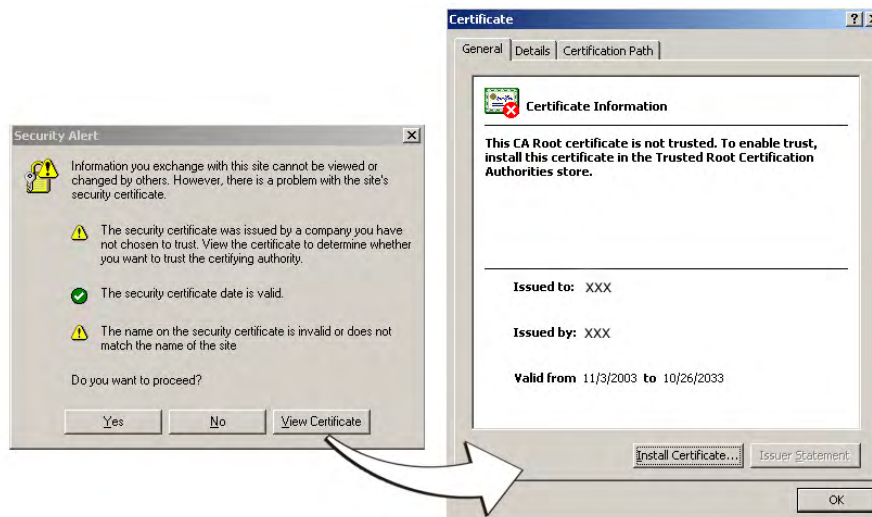 Security Alert
Information you exchange with this site cannot be viewed or
changed by others. However, there is a problem with the site's
security certificate.
The security certificate was issued by a company you have
not chosen to trust. View the certificate to determine whether
you want to trust the certifying authority.
The security certificate date is valid.
The name on the security certificate is invalid or does not
match the name of the site
Do you want to proceed?
Yes
No
View Certificate
Certificate
General
Details
Certification Path
Certificate Information
This CA Root certificate is not trusted. To enable trust,
install this certificate in the Trusted Root Certification
Authorities store.
Issued to: XXX
Issued by: XXX
Valid from 11/3/2003 to 10/26/2033
Install Certificate...
Issuer Statement
OK